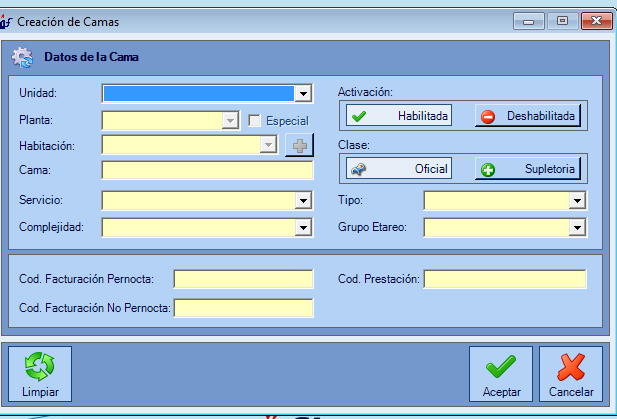 Creación de Camas
Datos de la Cama
Unidad:
Planta:
Especial
Habitación:
Cama:
Servicio:
Complejidad:
Activación:
Habilitada
Deshabilitada
Clase:
Oficial
Supletoria
Tipo:
Grupo Etareo:
Cod. Facturación Pernocta:
Cod. Prestación:
Cod. Facturación No Pernocta:
Limpiar
Aceptar
Cancelar